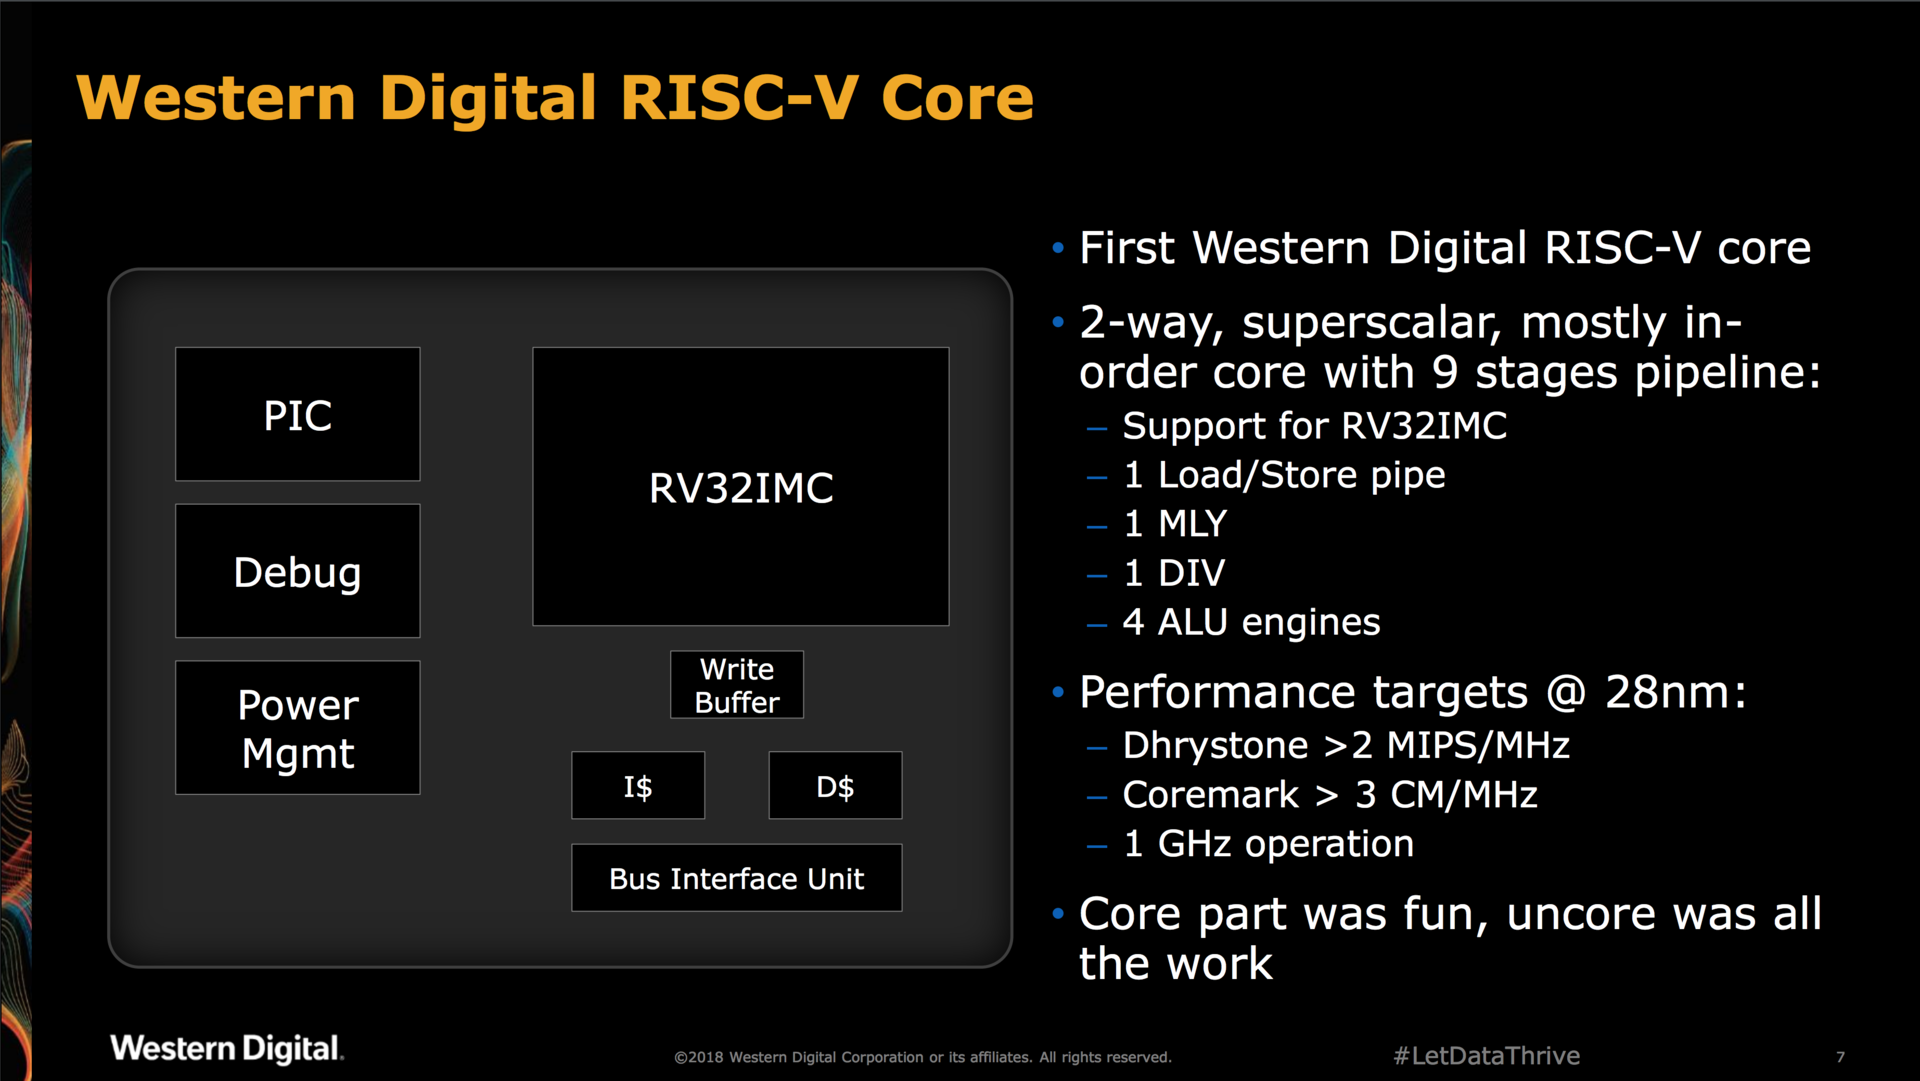 Western Digital RISC-V Core
PIC
Debug
Power
Mgmt
RV32IMC
Write
Buffer
I$
D$
Bus Interface Unit
• First Western Digital RISC-V core
• 2-way, superscalar, mostly in-
order core with 9 stages pipeline:
– Support for RV32IMC
– 1 Load/Store pipe
– 1 MLY
– 1 DIV
– 4 ALU engines
• Performance targets @ 28nm:
– Dhrystone >2 MIPS/MHz
– Coremark > 3 CM/MHz
– 1 GHz operation
• Core part was fun, uncore was all
the work
Western Digital.
©2018 Western Digital Corporation or its affiliates. All rights reserved.
#LetDataThrive
7